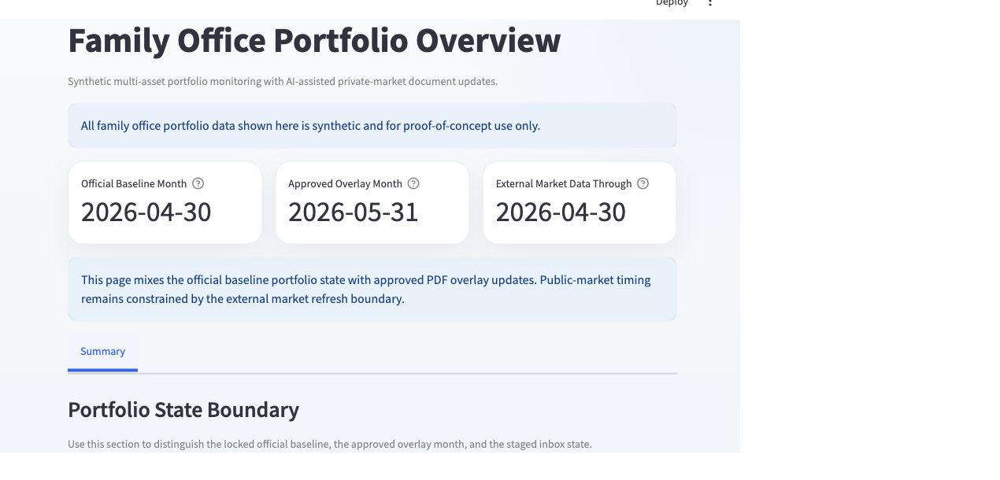 Deploy
Family Office Portfolio Overview
Synthetic multi-asset portfolio monitoring with AI-assisted private-market document updates.
All family office portfolio data shown here is synthetic and for proof-of-concept use only.
Official Baseline Month
2026-04-30
Approved Overlay Month
2026-05-31
External Market Data Through
2026-04-30
This page mixes the official baseline portfolio state with approved PDF overlay updates. Public-market timing
remains constrained by the external market refresh boundary.
Summary
Portfolio State Boundary
Use this section to distinguish the locked official baseline, the approved overlay month, and the staged inbox state.